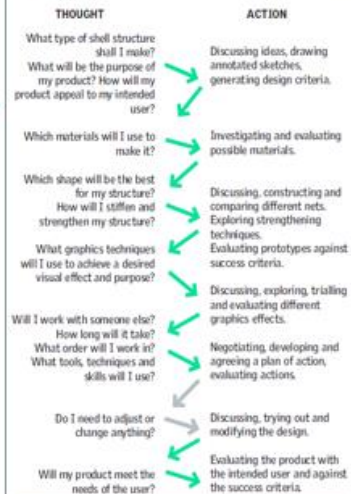 THOUGHT
ACTION
What type of shell structure
shall I make?
What will be the purpose of
my product? How will my
product appeal to my intended
user?
Discussing ideas, drawing
annotated sketches,
generating design criteria.
Which materials will I use to
make it?
Investigating and evaluating
possible materials.
Which shape will be the best
for my structure?
How will I stiffen and
strengthen my structure?
Discussing, constructing and
comparing different nets.
Exploring strengthening
techniques.
Evaluating prototypes against
success criteria.
What graphics techniques
will I use to achieve a desired
visual effect and purpose?
Discussing, exploring, trialling
and evaluating different
graphics effects.
Will I work with someone else?
How long will it take?
What order will I work in?
What tools, techniques and
skills will I use?
Negotiating, developing and
agreeing a plan of action,
evaluating actions.
Do I need to adjust or
change anything?
Discussing, trying out and
modifying the design.
Will my product meet the
needs of the user?
Evaluating the product with
the intended user and against
the success criteria.